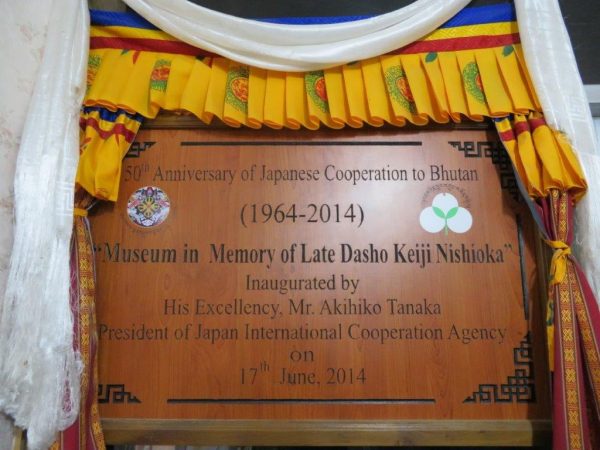 50th Anniversary of Japanese Cooperation to Bhutan
(1964-2014)
“Museum in Memory of Late Dasho Keiji Nishioka”
Inaugurated by
His Excellency, Mr. Akihiko Tanaka
President of Japan International Cooperation Agency
on
17th June, 2014